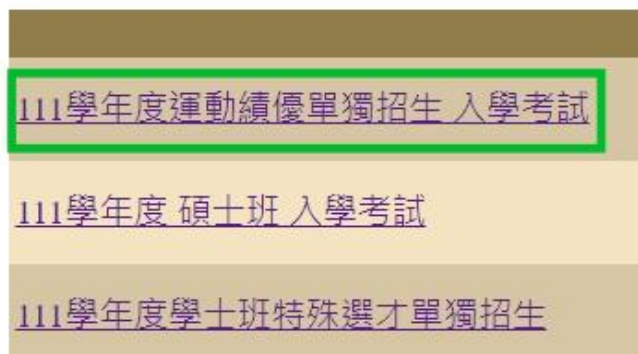 111學年度運動績優單獨招生 入學考試
111學年度 碩士班 入學考試
111學年度學士班特殊選才單獨招生